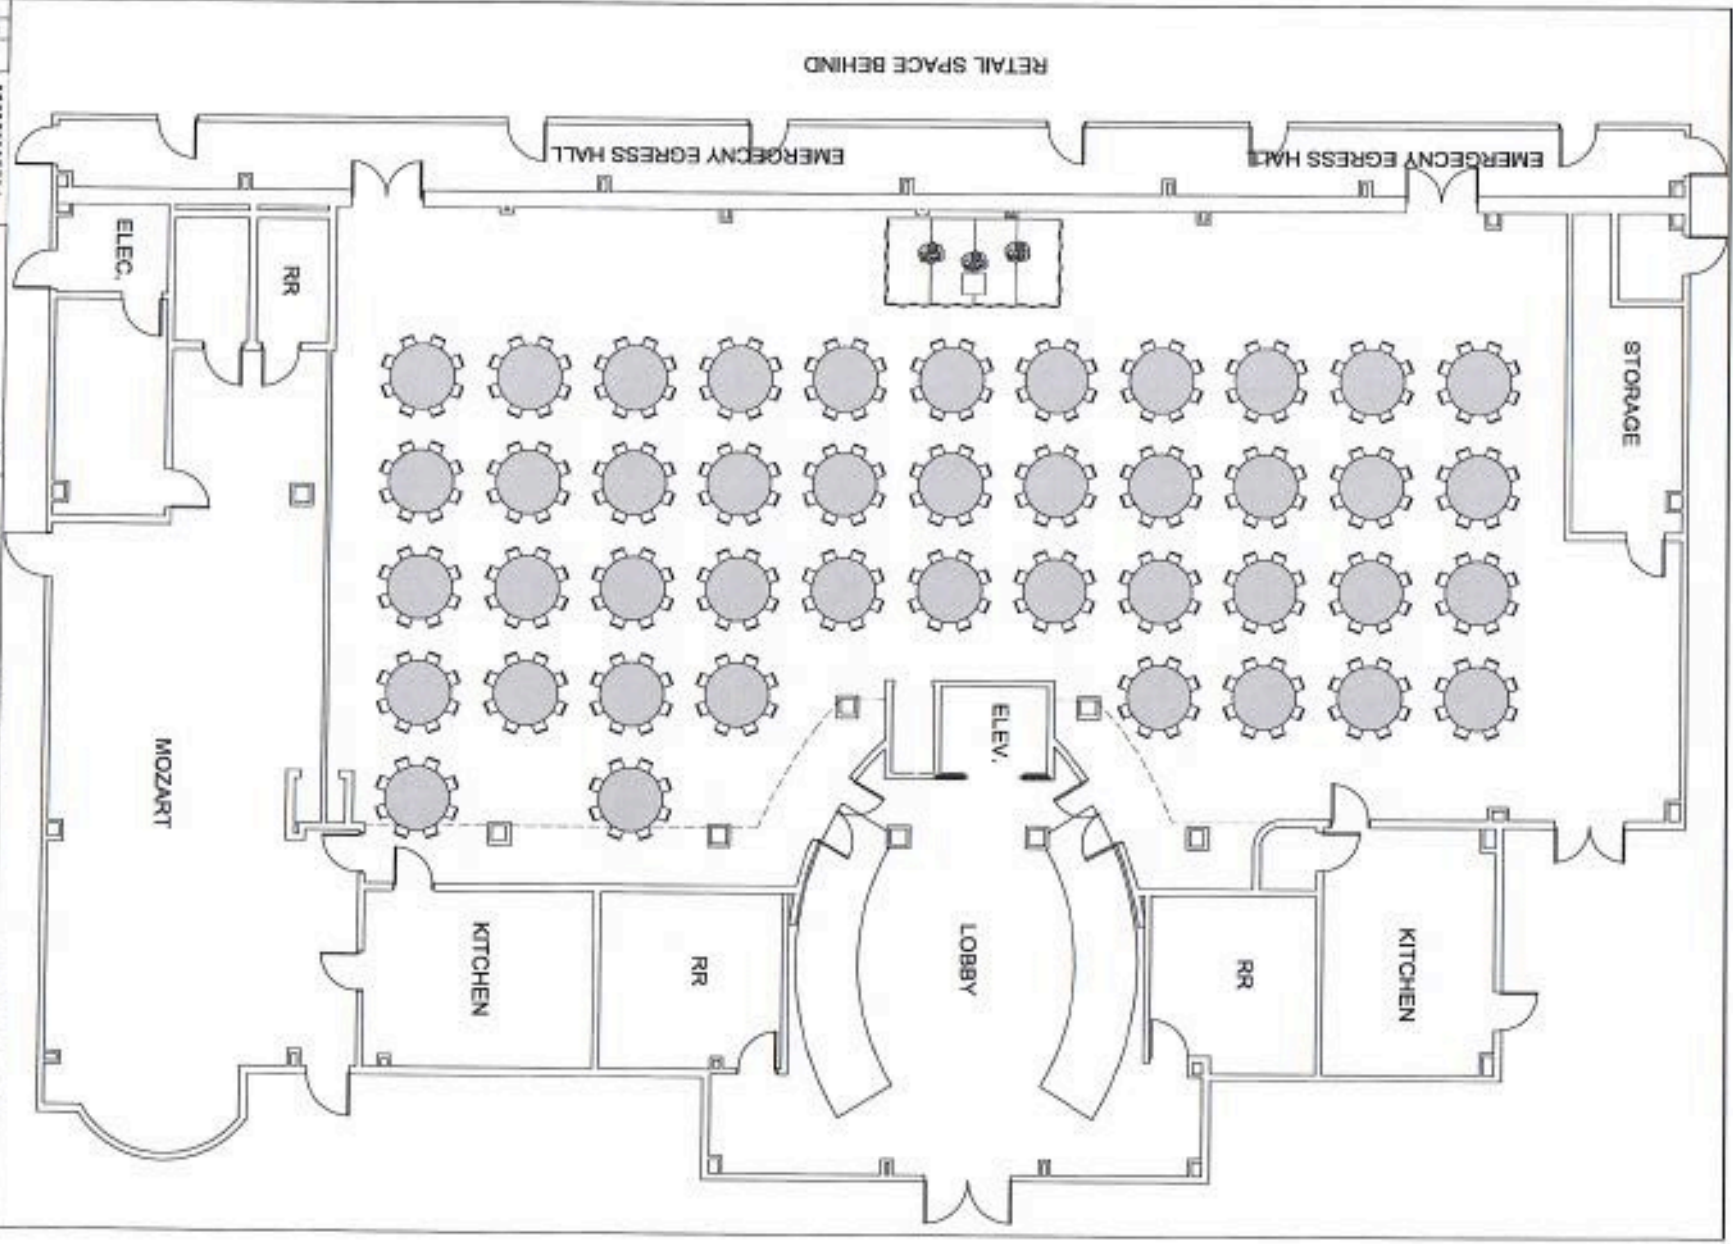 RETAIL SPACE BEHIND
EMERGECNY EGRESS HALL
EMERGECNY EGRESS HALL
ELEC.
RR
STORAGE
ELEV.
MOZART
KITCHEN
RR
LOBBY
RR
KITCHEN